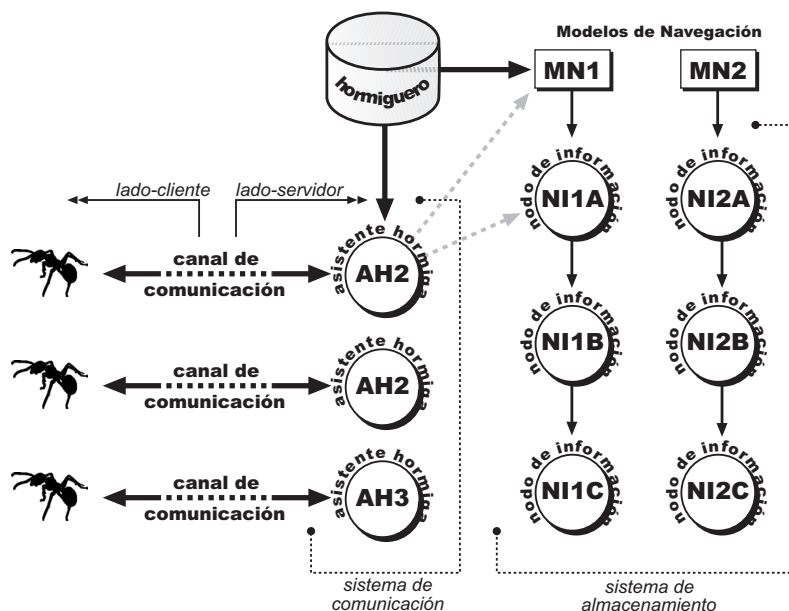 Modelos de Navegación
hormiguero
MN1
MN2
lado-cliente
lado-servidor
nodo de información
NI1A
nodo de información
NI2A
canal de
comunicación
asistente hormiga
AH2
nodo de información
NI1B
nodo de información
NI2B
canal de
comunicación
asistente hormiga
AH2
canal de
comunicación
asistente hormiga
AH3
nodo de información
NI1C
nodo de información
NI2C
sistema de
comunicación
sistema de
almacenamiento